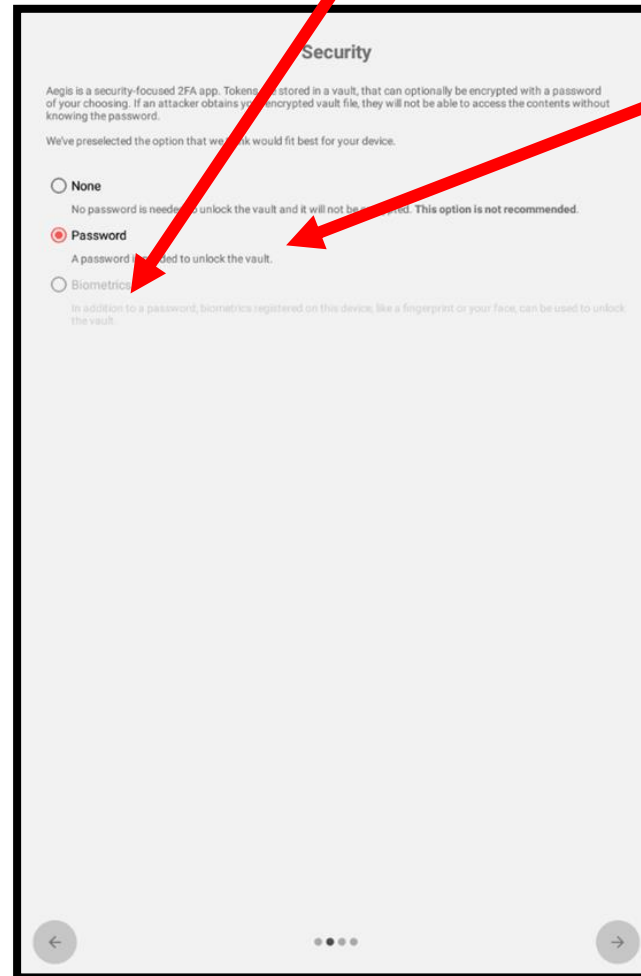 Security
Aegis is a security-focused 2FA app. Tokens stored in a vault, that can optionally be encrypted with a password
of your choosing. If an attacker obtains encrypted vault file, they will not be able to access the contents without
knowing the password.
We've preselected the option that we would fit best for your device.
None
No password is needed unlock the vault and it will not be This option is not recommended.
Password
A password is needed to unlock the vault.
Biometrics
In addition to a password, biometrics registered on this device, like a fingerprint or your face, can be used to unlock
the vault.